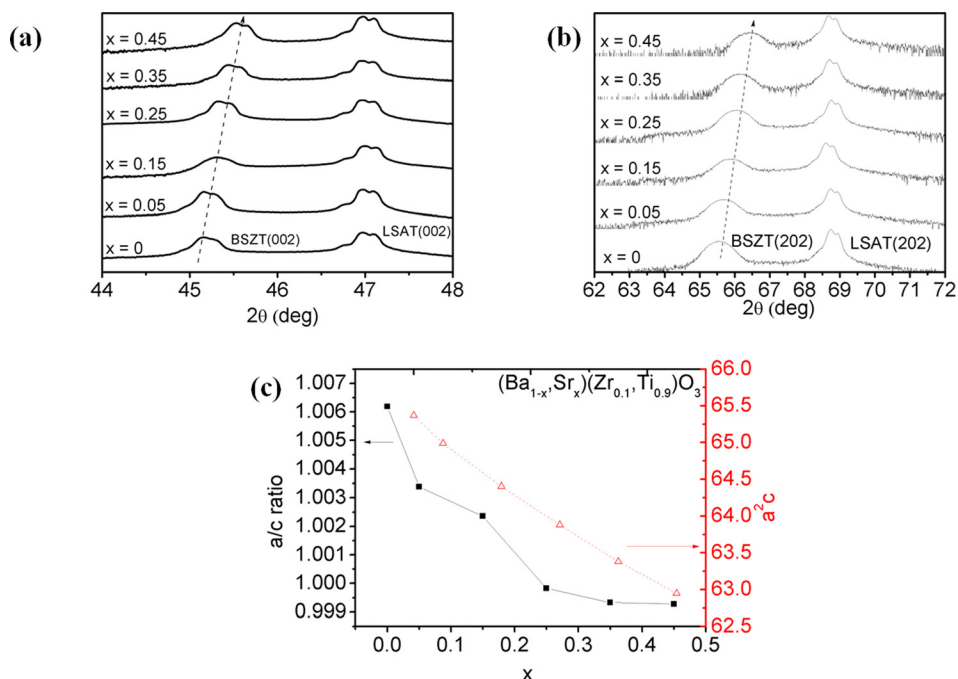 (a)
x = 0.45
x = 0.35
x = 0.25
x = 0.15
x = 0.05
x = 0
BSZT(002)
LSAT(002)
44 45 46 47 48
2θ (deg)
(b)
x = 0.45
x = 0.35
x = 0.25
x = 0.15
x = 0.05
x = 0
BSZT(202)
LSAT(202)
62 63 64 65 66 67 68 69 70 71 72
2θ (deg)
(c)
(Ba1-x,Srx)(Zr0.1,Ti0.9)O3
1.007
1.006
1.005
1.004
1.003
1.002
1.001
1.000
0.999
a/c ratio
66.0
65.5
65.0
64.5
64.0
63.5
63.0
62.5
a²c
0.0 0.1 0.2 0.3 0.4 0.5
x